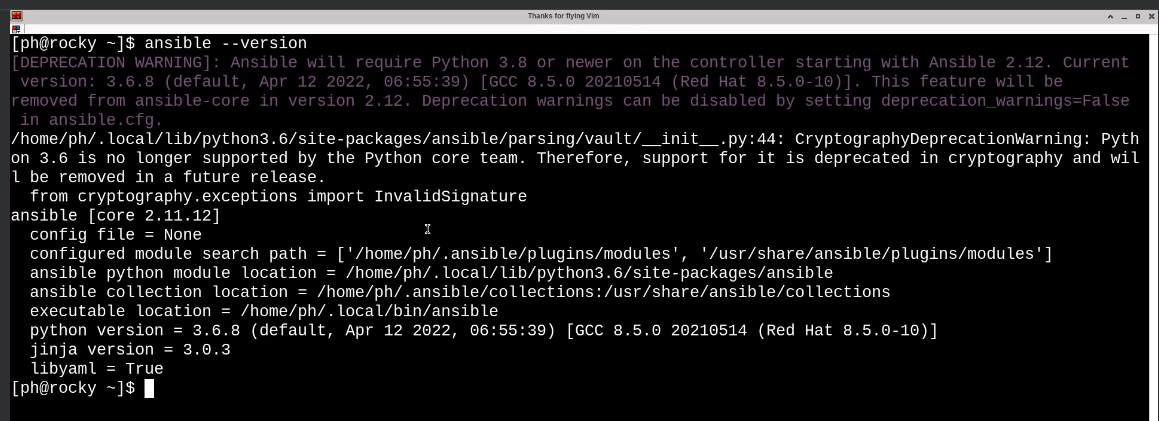 Thanks for flying Vim
[ph@rocky ~]$ ansible --version
[DEPRECATION WARNING]: Ansible will require Python 3.8 or newer on the controller starting with Ansible 2.12. Current
 version: 3.6.8 (default, Apr 12 2022, 06:55:39) [GCC 8.5.0 20210514 (Red Hat 8.5.0-10)]. This feature will be
removed from ansible-core in version 2.12. Deprecation warnings can be disabled by setting deprecation_warnings=False
 in ansible.cfg.
/home/ph/.local/lib/python3.6/site-packages/ansible/parsing/vault/__init__.py:44: CryptographyDeprecationWarning: Pyth
on 3.6 is no longer supported by the Python core team. Therefore, support for it is deprecated in cryptography and wil
l be removed in a future release.
  from cryptography.exceptions import InvalidSignature
ansible [core 2.11.12]
  config file = None
  configured module search path = ['/home/ph/.ansible/plugins/modules', '/usr/share/ansible/plugins/modules']
  ansible python module location = /home/ph/.local/lib/python3.6/site-packages/ansible
  ansible collection location = /home/ph/.ansible/collections:/usr/share/ansible/collections
  executable location = /home/ph/.local/bin/ansible
  python version = 3.6.8 (default, Apr 12 2022, 06:55:39) [GCC 8.5.0 20210514 (Red Hat 8.5.0-10)]
  jinja version = 3.0.3
  libyaml = True
[ph@rocky ~]$